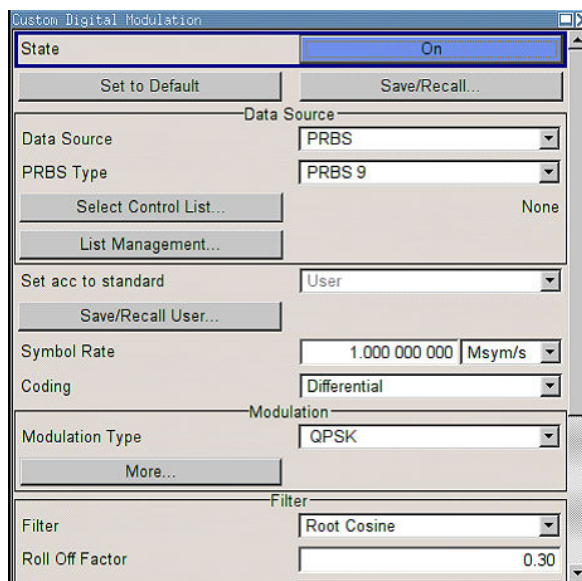 Custom Digital Modulation
State On
Set to Default Save/Recall...
Data Source
Data Source PRBS
PRBS Type PRBS 9
Select Control List... None
List Management...
Set acc to standard User
Save/Recall User...
Symbol Rate 1.000 000 000 Msym/s
Coding Differential
Modulation
Modulation Type QPSK
More...
Filter
Filter Root Cosine
Roll Off Factor 0.30